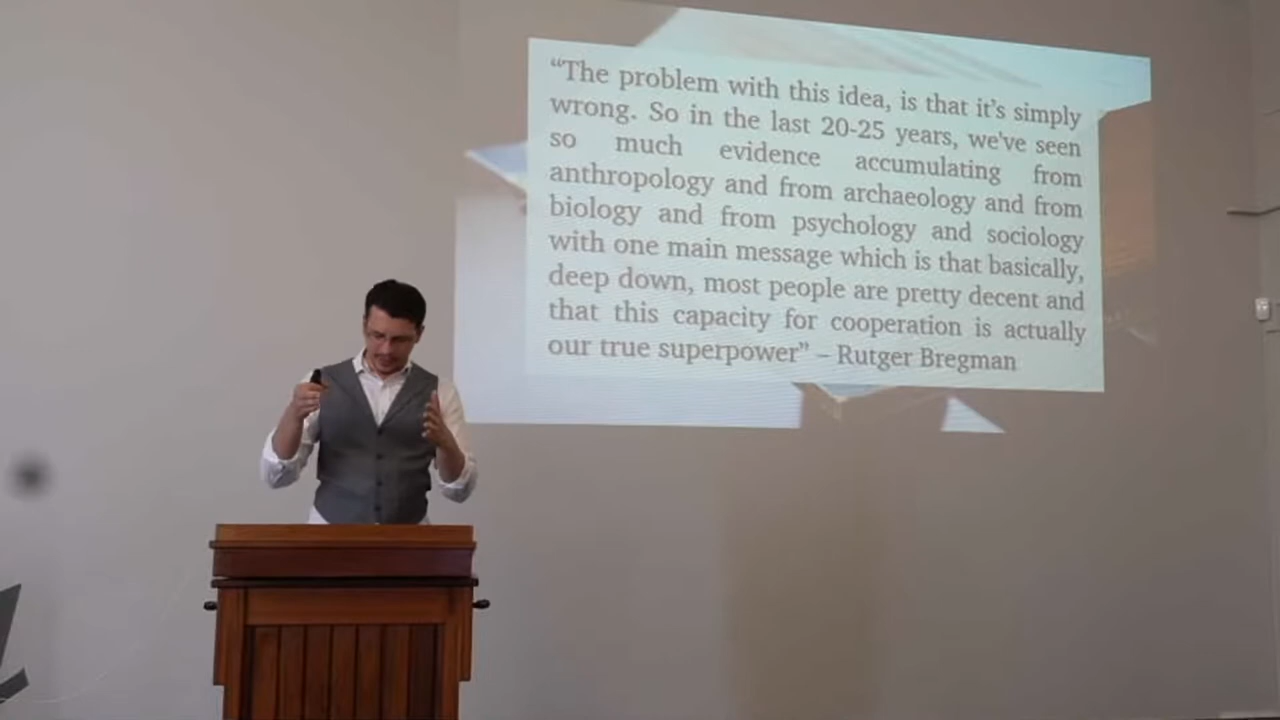 “The problem with this idea, is that it’s simply
wrong. So in the last 20-25 years, we've seen
so much evidence accumulating from
anthropology and from archaeology and from
biology and from psychology and sociology
with one main message which is that basically,
deep down, most people are pretty decent and
that this capacity for cooperation is actually
our true superpower” – Rutger Bregman